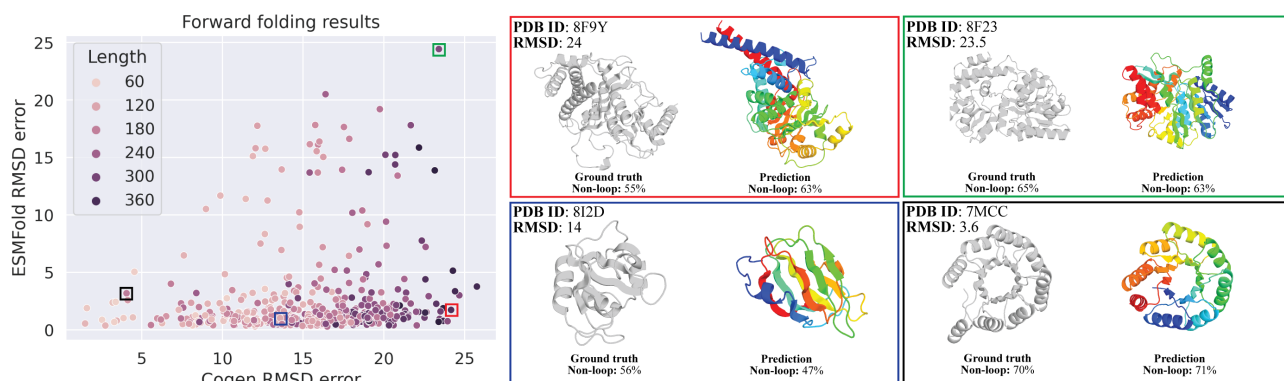 Forward folding results
ESMFold RMSD error
25
20
15
10
5
0
Length
60
120
180
240
300
360
5
10
15
20
25
Cogen RMSD error
PDB ID: 8F9Y
RMSD: 24
Ground truth
Non-loop: 55%
Prediction
Non-loop: 63%
PDB ID: 8F23
RMSD: 23.5
Ground truth
Non-loop: 65%
Prediction
Non-loop: 63%
PDB ID: 8I2D
RMSD: 14
Ground truth
Non-loop: 56%
Prediction
Non-loop: 47%
PDB ID: 7MCC
RMSD: 3.6
Ground truth
Non-loop: 70%
Prediction
Non-loop: 71%